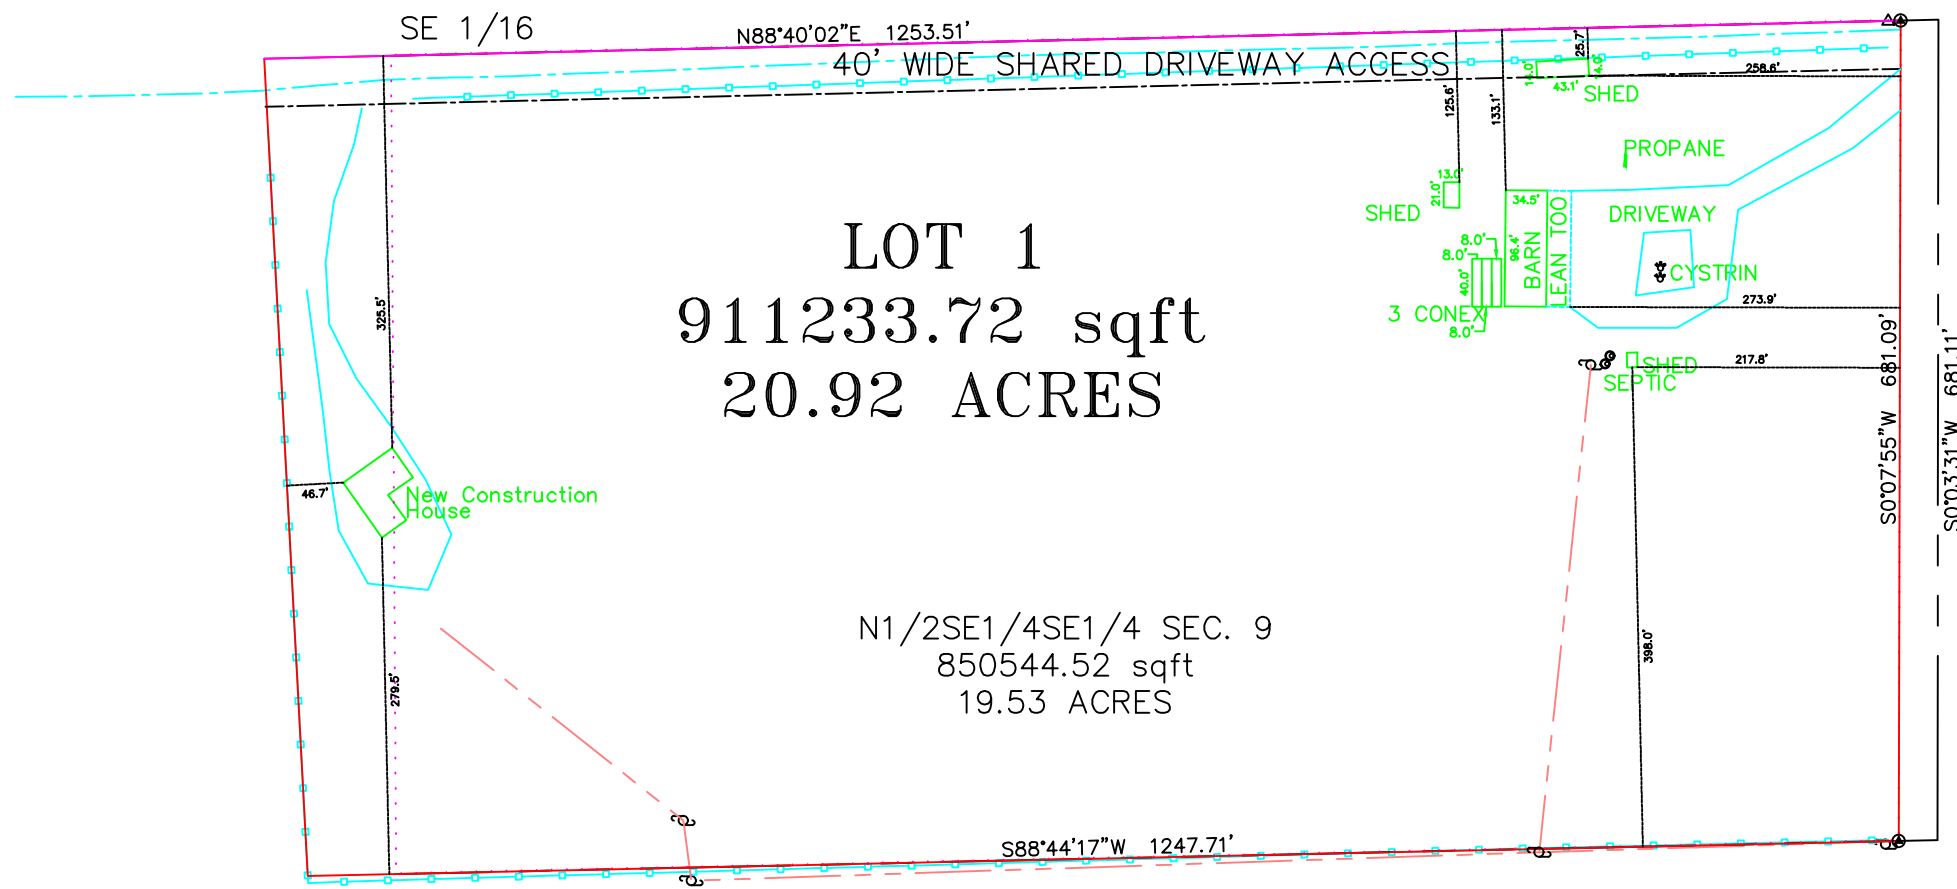 SE 1/16
N88°40'02"E 1253.51'
40' WIDE SHARED DRIVEWAY ACCESS
25.7'
14.0'
14.0'
43.1'
SHED
258.6'
125.6'
133.1'
PROPANE
13.0'
21.0'
SHED
34.5'
96.4'
BARN
LEAN TOO
DRIVEWAY
CYSTRIN
8.0'
8.0'
40.0'
3 CONEX
8.0'
273.9'
LOT 1
911233.72 sqft
20.92 ACRES
325.5'
SHED
SEPTIC
217.8'
S0°07'55"W 681.09'
S0°03'31"W 681.11'
46.7'
New Construction
House
N1/2SE1/4SE1/4 SEC. 9
850544.52 sqft
19.53 ACRES
279.5'
398.0'
S88°44'17"W 1247.71'